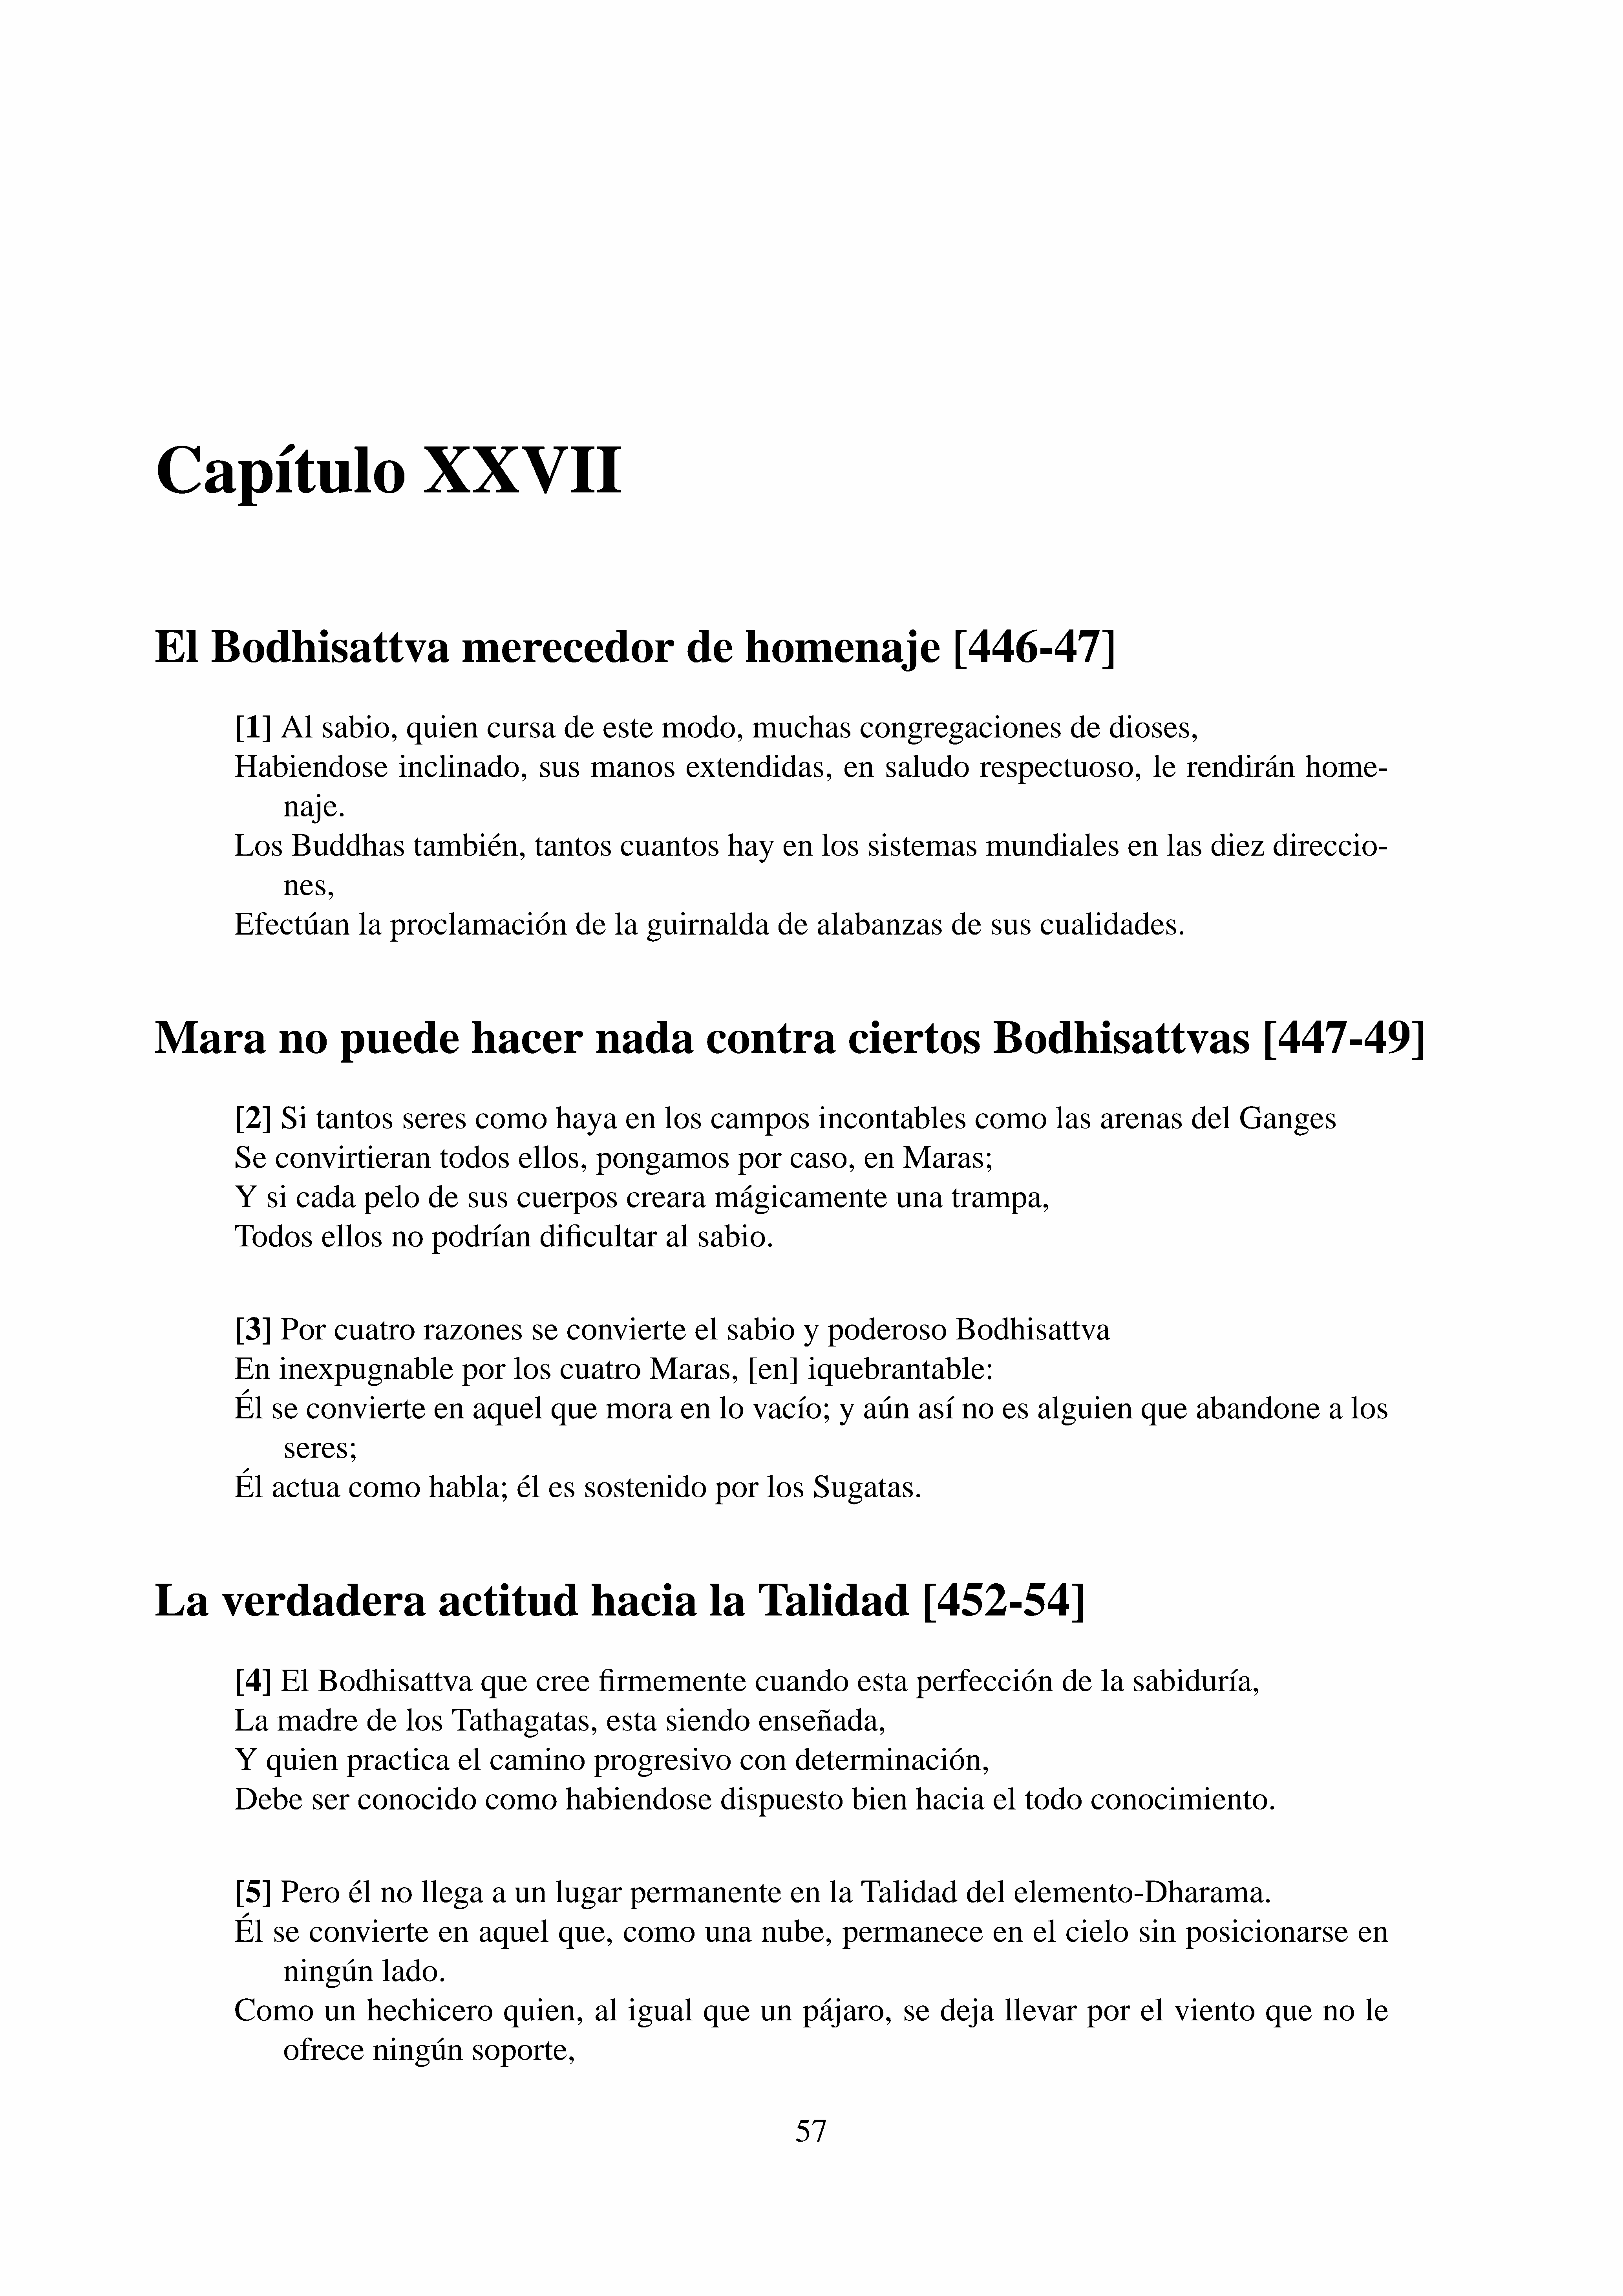 Capítulo XXVII
El Bodhisattva merecedor de homenaje [446-47]
[1] Al sabio, quien cursa de este modo, muchas congregaciones de dioses,
Habiendose inclinado, sus manos extendidas, en saludo respectuoso, le rendirán home-
naje.
Los Buddhas también, tantos cuantos hay en los sistemas mundiales en las diez direccio-
nes,
Efectúan la proclamación de la guirnalda de alabanzas de sus cualidades.
Mara no puede hacer nada contra ciertos Bodhisattvas [447-49]
[2] Si tantos seres como haya en los campos incontables como las arenas del Ganges
Se convirtieran todos ellos, pongamos por caso, en Maras;
Y si cada pelo de sus cuerpos creara mágicamente una trampa,
Todos ellos no podrían dificultar al sabio.
[3] Por cuatro razones se convierte el sabio y poderoso Bodhisattva
En inexpugnable por los cuatro Maras, [en] iquebrantable:
Él se convierte en aquel que mora en lo vacío; y aún así no es alguien que abandone a los
seres;
Él actua como habla; él es sostenido por los Sugatas.
La verdadera actitud hacia la Talidad [452-54]
[4] El Bodhisattva que cree firmemente cuando esta perfección de la sabiduría,
La madre de los Tathagatas, esta siendo enseñada,
Y quien practica el camino progresivo con determinación,
Debe ser conocido como habiendose dispuesto bien hacia el todo conocimiento.
[5] Pero él no llega a un lugar permanente en la Talidad del elemento-Dharama.
Él se convierte en aquel que, como una nube, permanece en el cielo sin posicionarse en
ningún lado.
Como un hechicero quien, al igual que un pájaro, se deja llevar por el viento que no le
ofrece ningún soporte,
57